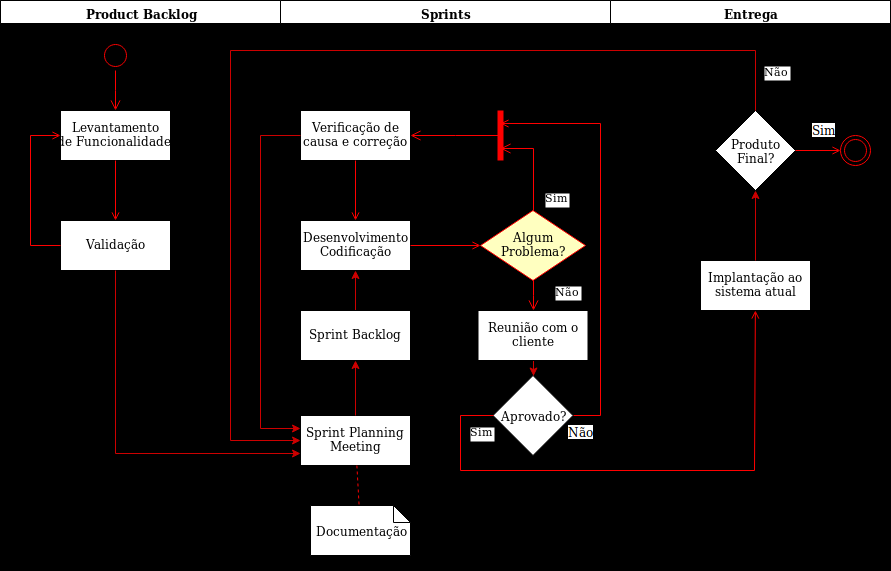 Product Backlog
Sprints
Entrega
Levantamento
de Funcionalidade
Validação
Verificação de
causa e correção
Desenvolvimento
Codificação
Sprint Backlog
Sprint Planning
Meeting
Documentação
Sim
Algum
Problema?
Não
Reunião com o
cliente
Aprovado?
Sim
Não
Não
Produto
Final?
Sim
Implantação ao
sistema atual